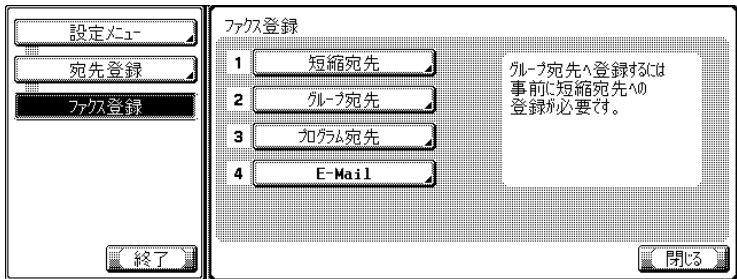 設定ﾒﾆｭｰ
宛先登録
ﾌｧｸｽ登録
終了
ﾌｧｸｽ登録
1 短縮宛先
2 ｸﾞﾙｰﾌﾟ宛先
3 ﾌﾟﾛｸﾞﾗﾑ宛先
4 E-Mail
ｸﾞﾙｰﾌﾟ宛先へ登録するには
事前に短縮宛先への
登録が必要です。
閉じる